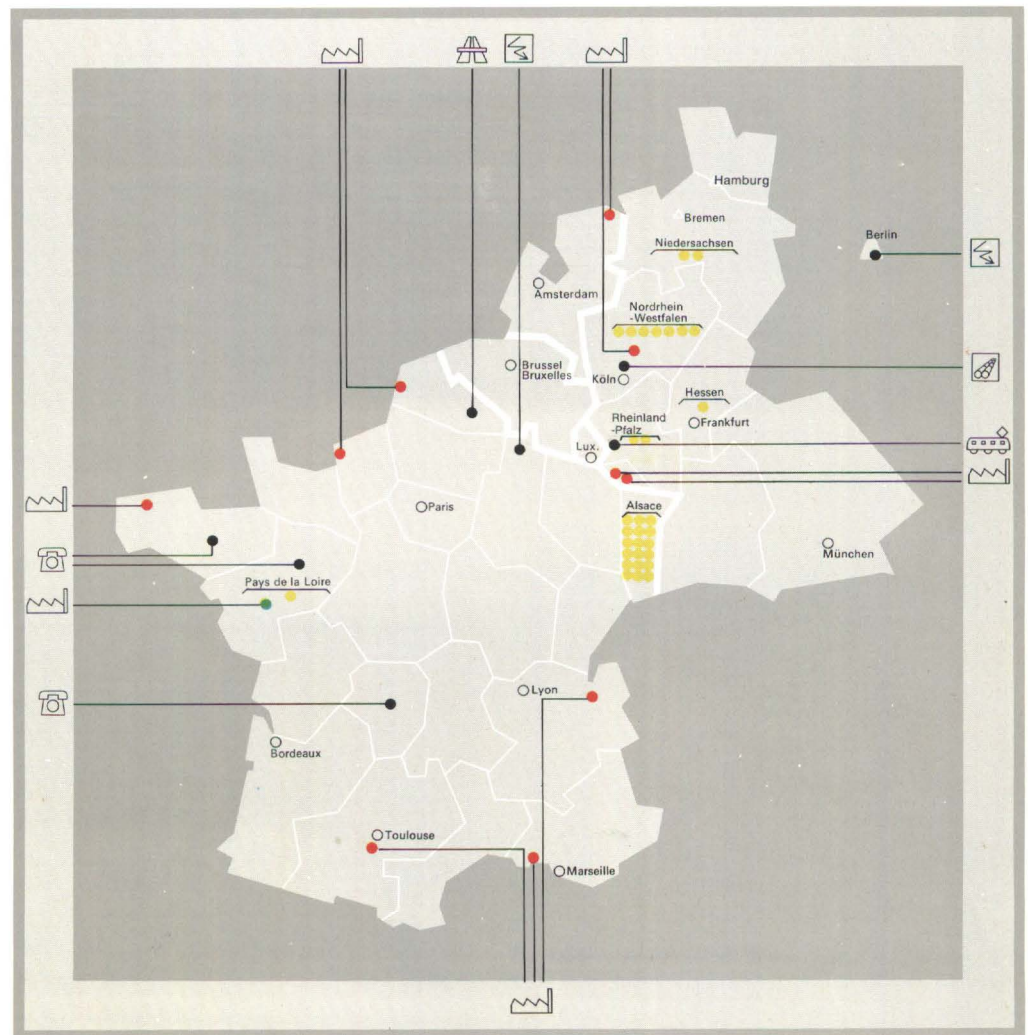 Hamburg
Bremen
Berlin
Niedersachsen
Amsterdam
Nordrhein
-Westfalen
Brussel
Bruxelles
Köln
Hessen
Frankfurt
Rheinland
-Pfalz
Lux.
Paris
Alsace
München
Pays de la Loire
Lyon
Bordeaux
Toulouse
Marseille